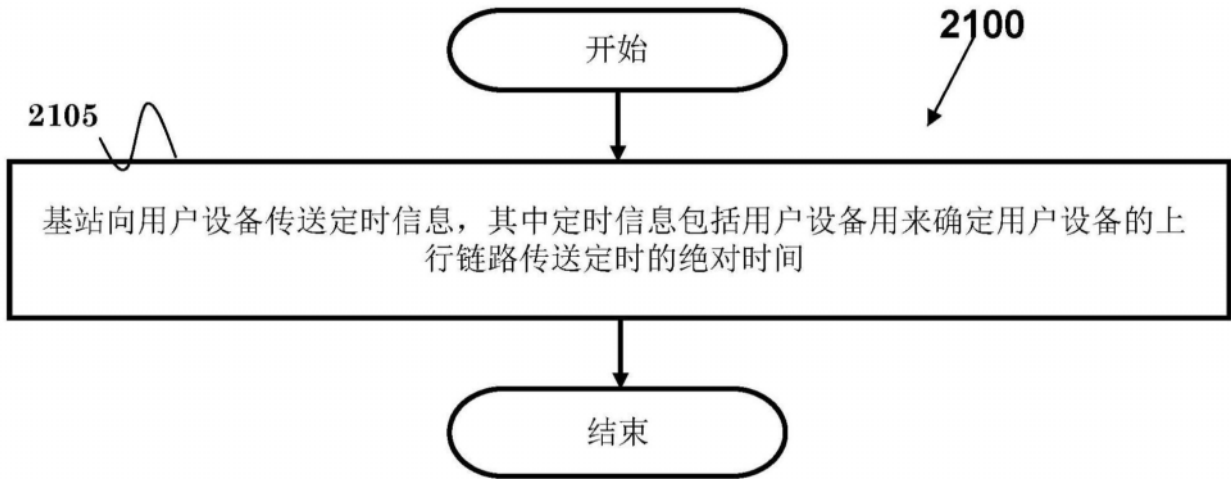 开始
2100
2105
基站向用户设备传送定时信息，其中定时信息包括用户设备用来确定用户设备的上
行链路传送定时的绝对时间
结束